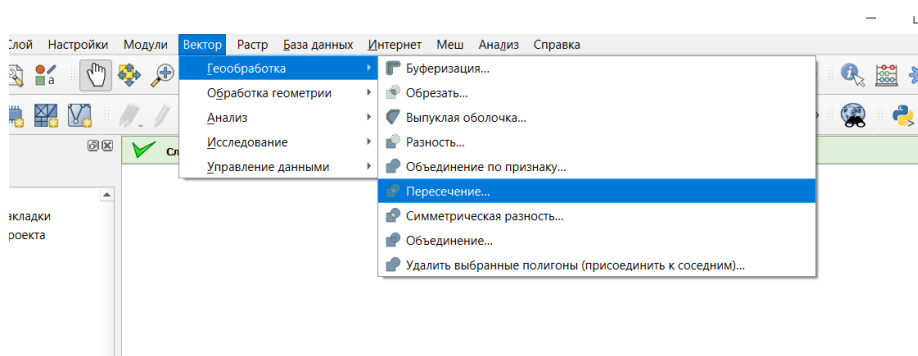 Слой Настройки Модули Вектор Растр База данных Интернет Меш Анализ Справка
Геообработка
Обработка геометрии
Анализ
Исследование
Управление данными
Буферизация...
Обрезать...
Выпуклая оболочка...
Разность...
Объединение по признаку...
Пересечение...
Симметрическая разность...
Объединение...
Удалить выбранные полигоны (присоединить к соседним)...
a
Сл
акладки
роекта